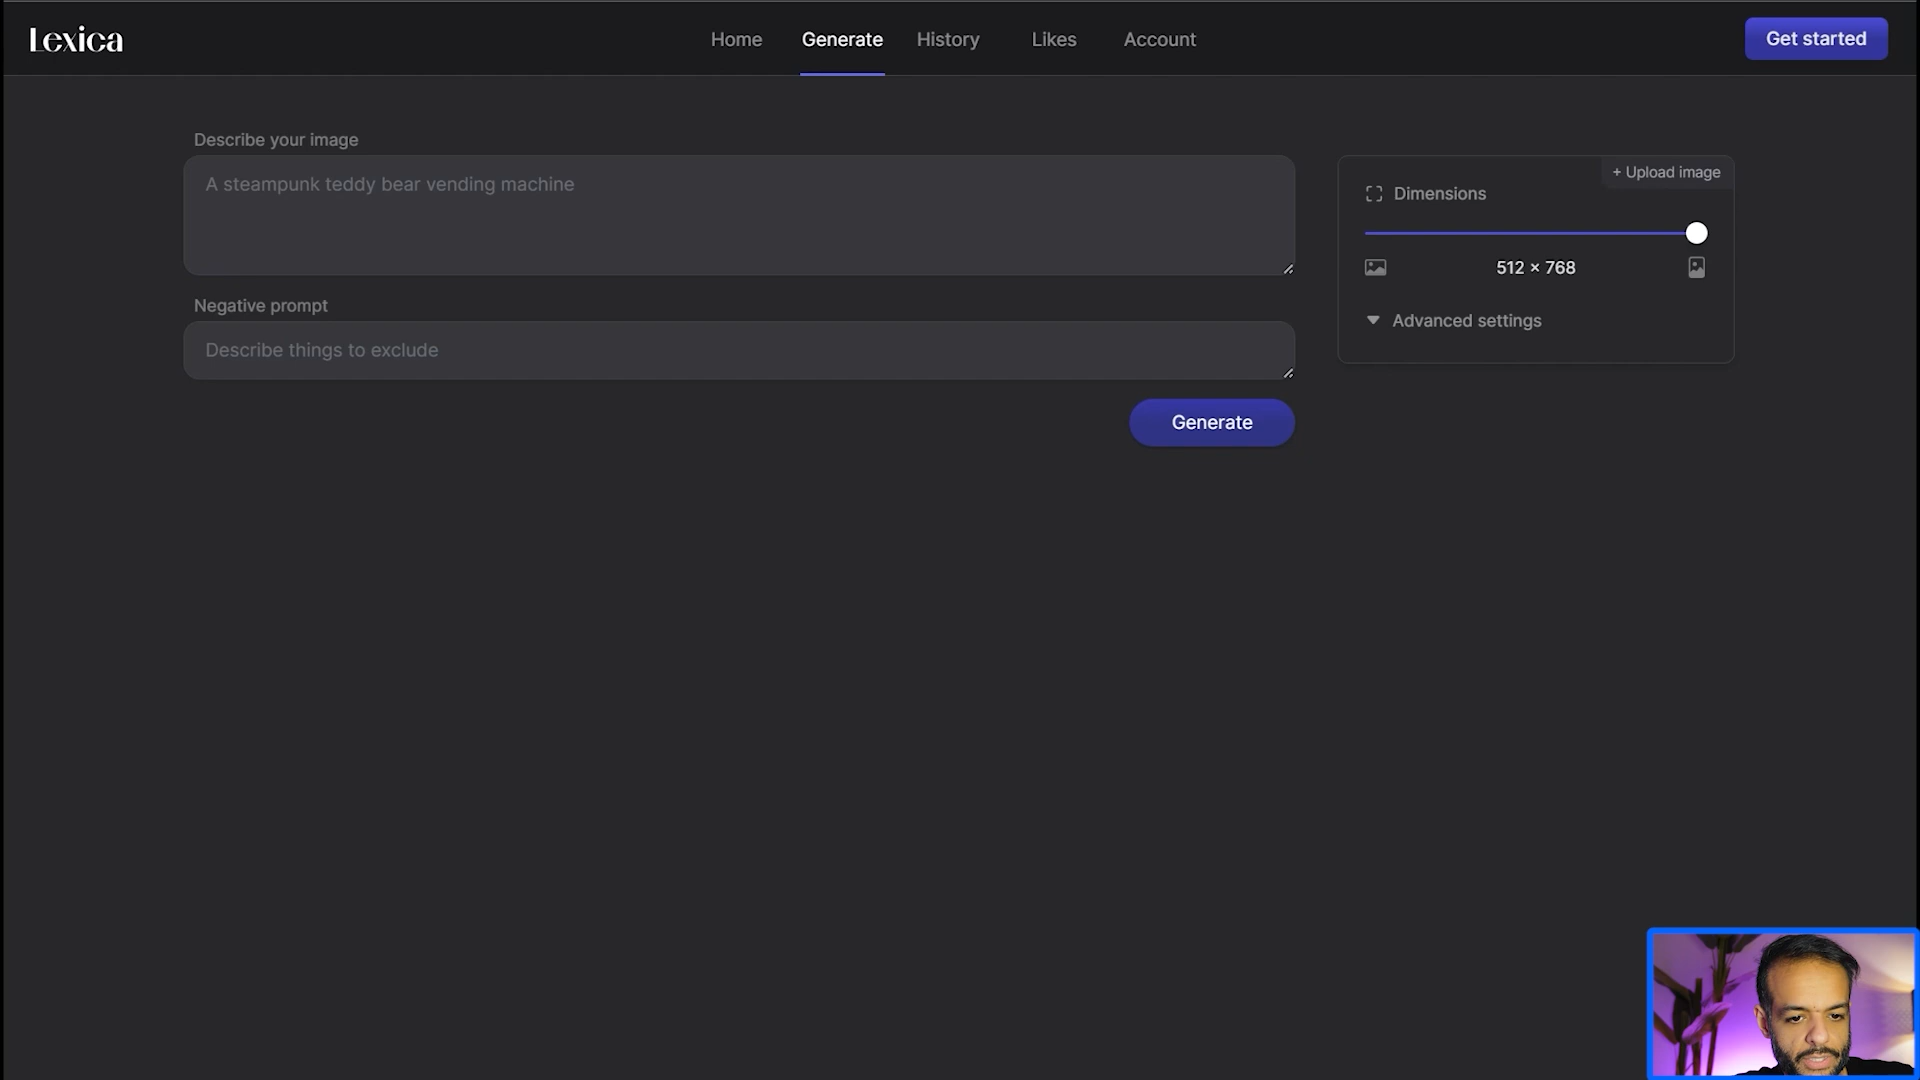 Lexica
Home Generate History Likes Account
Get started
Describe your image
A steampunk teddy bear vending machine
+ Upload image
Dimensions
512 × 768
Advanced settings
Negative prompt
Describe things to exclude
Generate